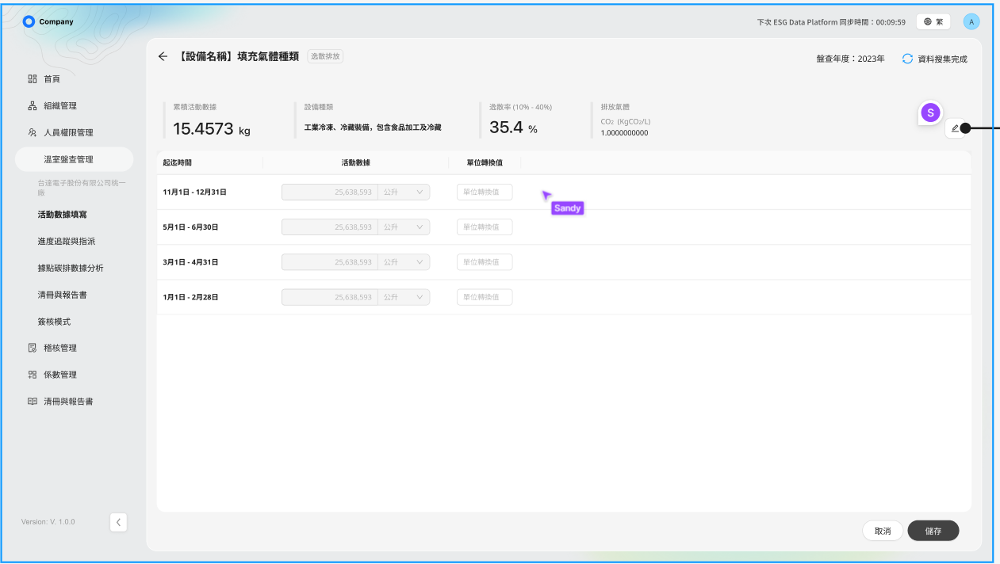 Company
下次 ESG Data Platform 同步時間：00:09:59
繁
A
首頁
組織管理
人員權限管理
溫室盤查管理
台達電子股份有限公司桃一
廠
活動數據填寫
進度追蹤與指派
據點碳排數據分析
清冊與報告書
簽核模式
稽核管理
係數管理
清冊與報告書
Version: V. 1.0.0
【設備名稱】填充氣體種類
逸散排放
盤查年度：2023年
資料搜集完成
累積活動數據
15.4573 kg
設備種類
工業冷凍、冷藏裝備，包含食品加工及冷藏
逸散率 (10% - 40%)
35.4 %
排放氣體
CO₂ (KgCO₂/L)
1.0000000000
S
起迄時間 活動數據 單位轉換值
11月1日 - 12月31日 25,638,593 公升 單位轉換值
Sandy
5月1日 - 6月30日 25,638,593 公升 單位轉換值
3月1日 - 4月31日 25,638,593 公升 單位轉換值
1月1日 - 2月28日 25,638,593 公升 單位轉換值
取消
儲存